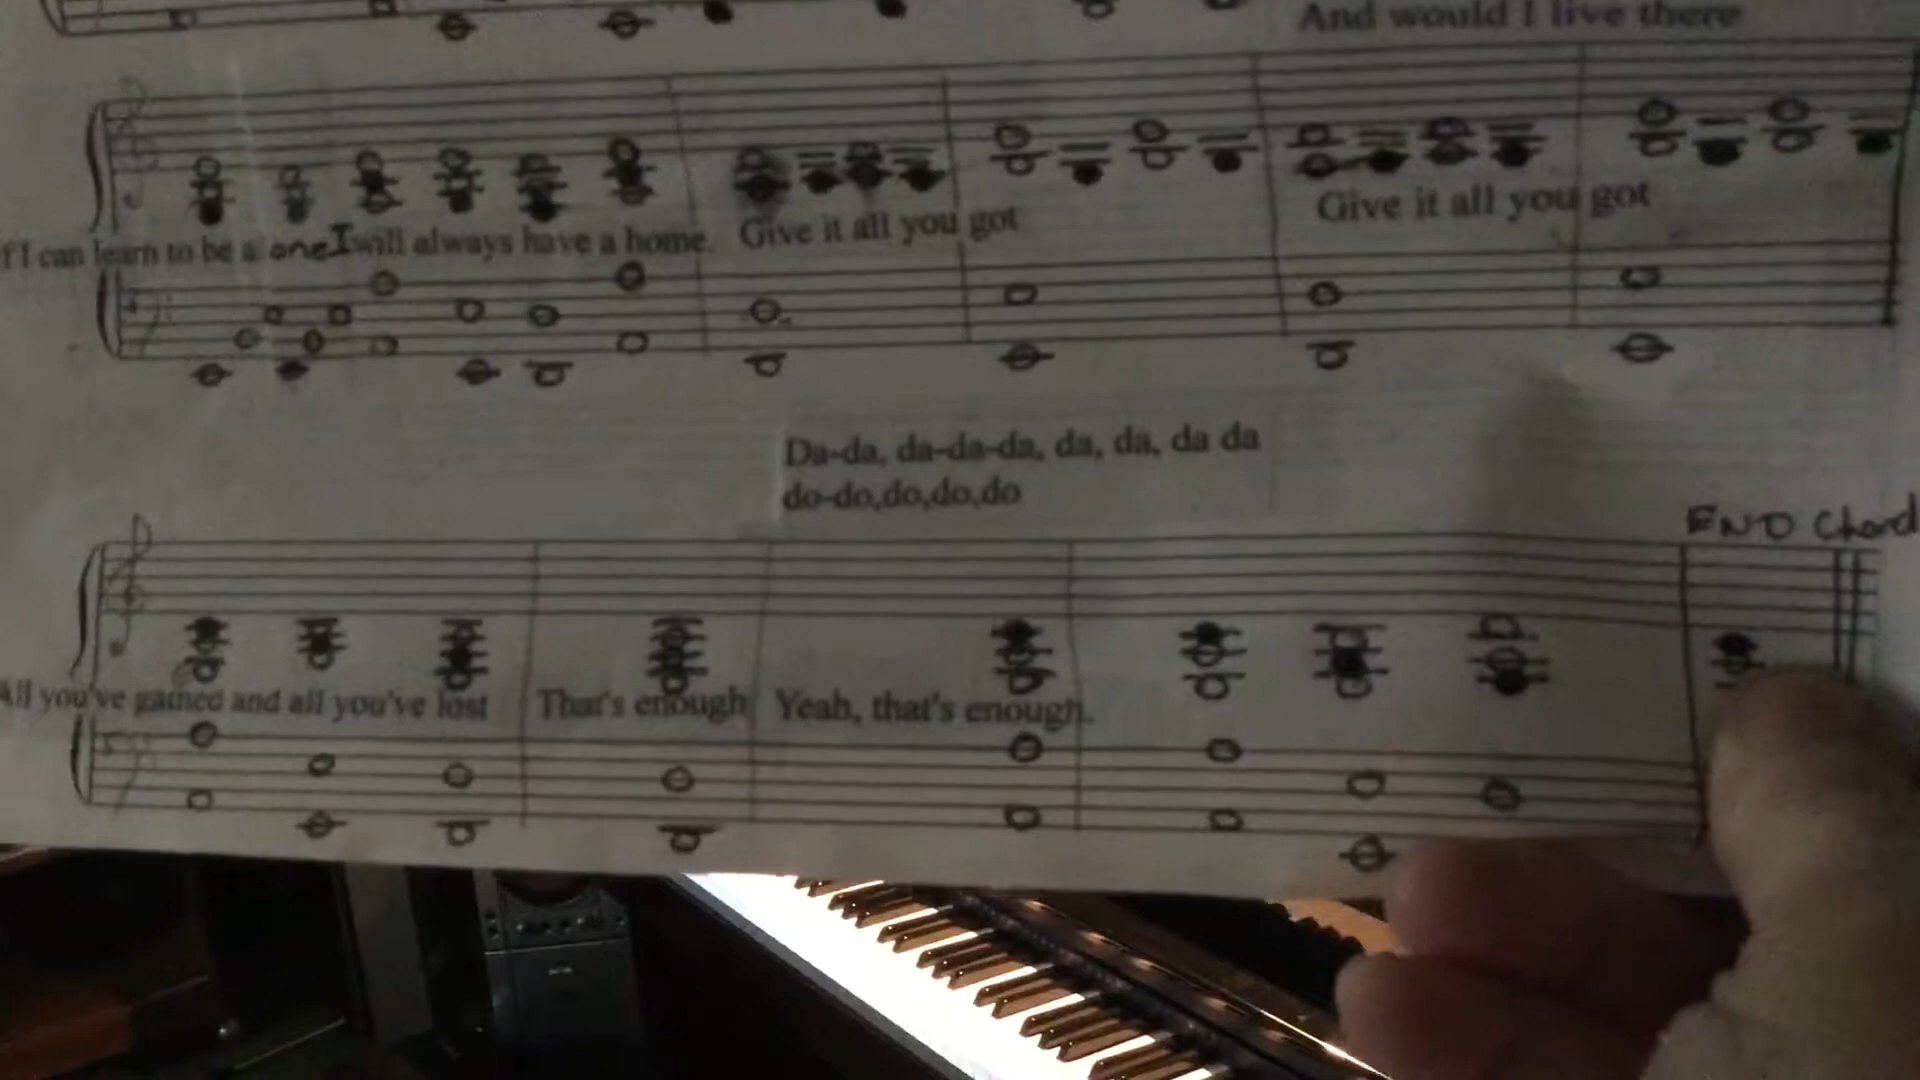 And would I live there
f I can learn to be alone I will always have a home. Give it all you got
Give it all you got
Da-da, da-da-da, da, da, da da
do-do,do,do,do
END Chord
All you've gained and all you've lost That's enough Yeah, that's enough.